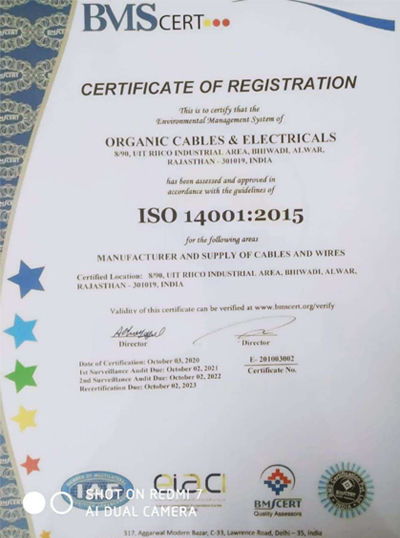 BMSCERT
CERTIFICATE OF REGISTRATION
This is to certify that the
Environmental Management System of
ORGANIC CABLES & ELECTRICALS
8/90, UIT RIICO INDUSTRIAL AREA, BHIWADI, ALWAR,
RAJASTHAN - 301019, INDIA
has been assessed and approved in
accordance with the guidelines of
ISO 14001:2015
for the following areas
MANUFACTURER AND SUPPLY OF CABLES AND WIRES
Certified Location: 8/90, UIT RIICO INDUSTRIAL AREA, BHIWADI, ALWAR,
RAJASTHAN - 301019, INDIA
Validity of this certificate can be verified at www.bmscert.org/verify
Director
Director
Date of Certification: October 03, 2020
1st Surveillance Audit Due: October 02, 2021
2nd Surveillance Audit Due: October 02, 2022
Recertification Due: October 02, 2023
E- 201003002
Certificate No.
IAF
eiaci
BMSCERT
Quality Assessors
SHOT ON REDMI 7
AI DUAL CAMERA
317, Aggarwal Modern Bazar, C-33, Lawrence Road, Delhi - 35, India